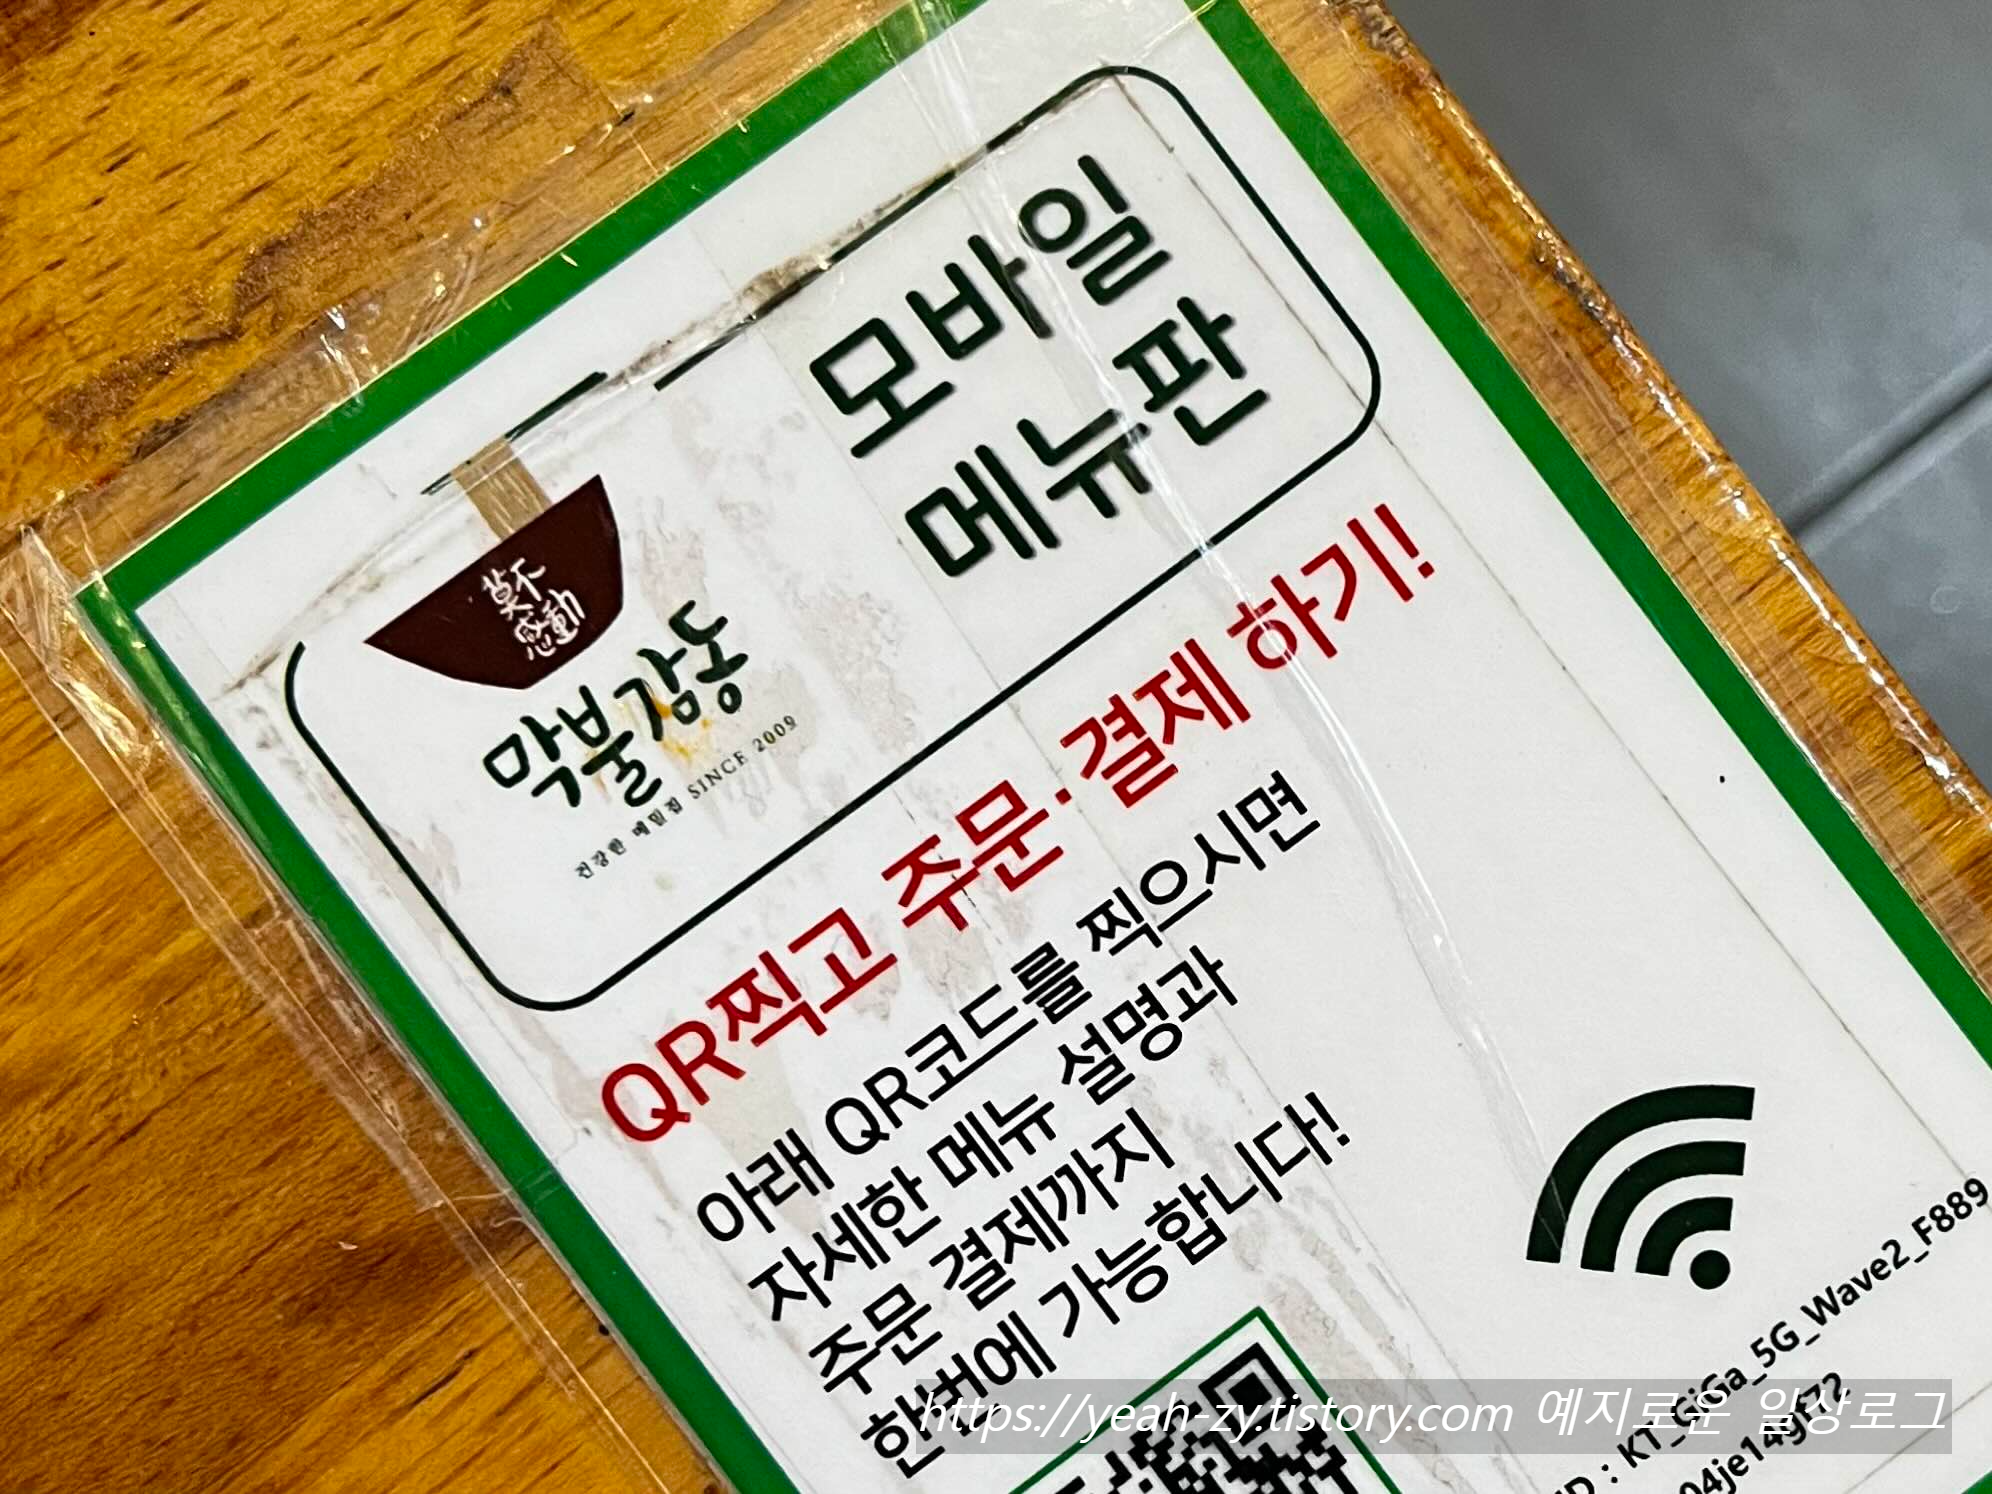 모바일
메뉴판
莫不
感動
막불감동
건강한 메밀집 SINCE 2009
QR찍고 주문·결제 하기!
아래 QR코드를 찍으시면
자세한 메뉴 설명과
주문 결제까지
한번에 가능합니다!
: KT_GiGa_5G_Wave2_F889
04je149f72
https://yeah-zy.tistory.com 예지로운 일상로그